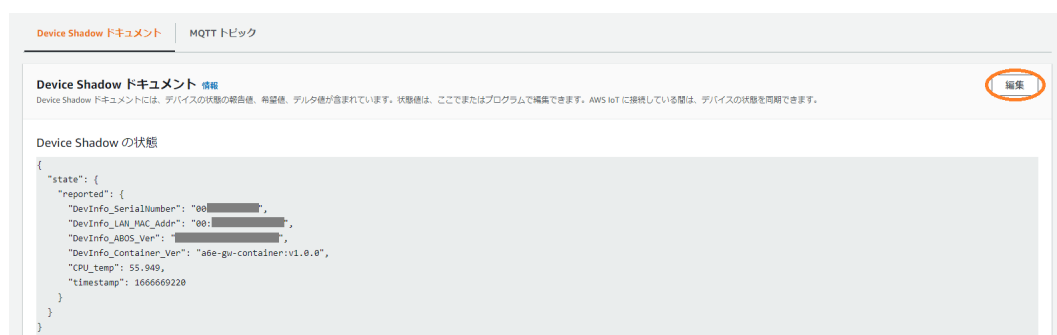 Device Shadow ドキュメント MQTT トピック
Device Shadow ドキュメント 情報
編集
Device Shadow ドキュメントには、デバイスの状態の報告値、希望値、デルタ値が含まれています。状態値は、ここでまたはプログラムで編集できます。AWS IoT に接続している間は、デバイスの状態を同期できます。
Device Shadow の状態
{
"state": {
"reported": {
"DevInfo_SerialNumber": "00 ",
"DevInfo_LAN_MAC_Addr": "00: ",
"DevInfo_ABOS_Ver": " ",
"DevInfo_Container_Ver": "a6e-gw-container:v1.0.0",
"CPU_temp": 55.949,
"timestamp": 1666669220
}
}
}